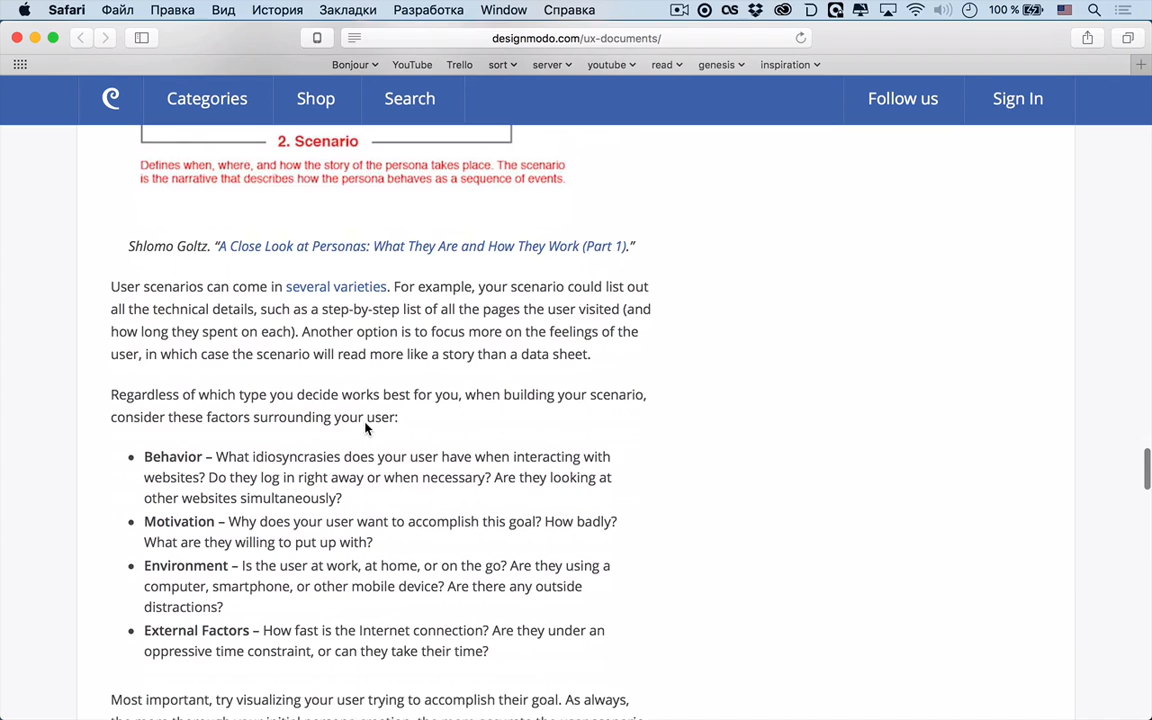 Safari Файл Правка Вид История Закладки Разработка Window Справка 100 %
designmodo.com/ux-documents/
Bonjour YouTube Trello sort server youtube read genesis inspiration
Categories Shop Search Follow us Sign In
2. Scenario
Defines when, where, and how the story of the persona takes place. The scenario
is the narrative that describes how the persona behaves as a sequence of events.
Shlomo Goltz. “A Close Look at Personas: What They Are and How They Work (Part 1).”
User scenarios can come in several varieties. For example, your scenario could list out
all the technical details, such as a step-by-step list of all the pages the user visited (and
how long they spent on each). Another option is to focus more on the feelings of the
user, in which case the scenario will read more like a story than a data sheet.
Regardless of which type you decide works best for you, when building your scenario,
consider these factors surrounding your user:
• Behavior – What idiosyncrasies does your user have when interacting with
websites? Do they log in right away or when necessary? Are they looking at
other websites simultaneously?
• Motivation – Why does your user want to accomplish this goal? How badly?
What are they willing to put up with?
• Environment – Is the user at work, at home, or on the go? Are they using a
computer, smartphone, or other mobile device? Are there any outside
distractions?
• External Factors – How fast is the Internet connection? Are they under an
oppressive time constraint, or can they take their time?
Most important, try visualizing your user trying to accomplish their goal. As always,